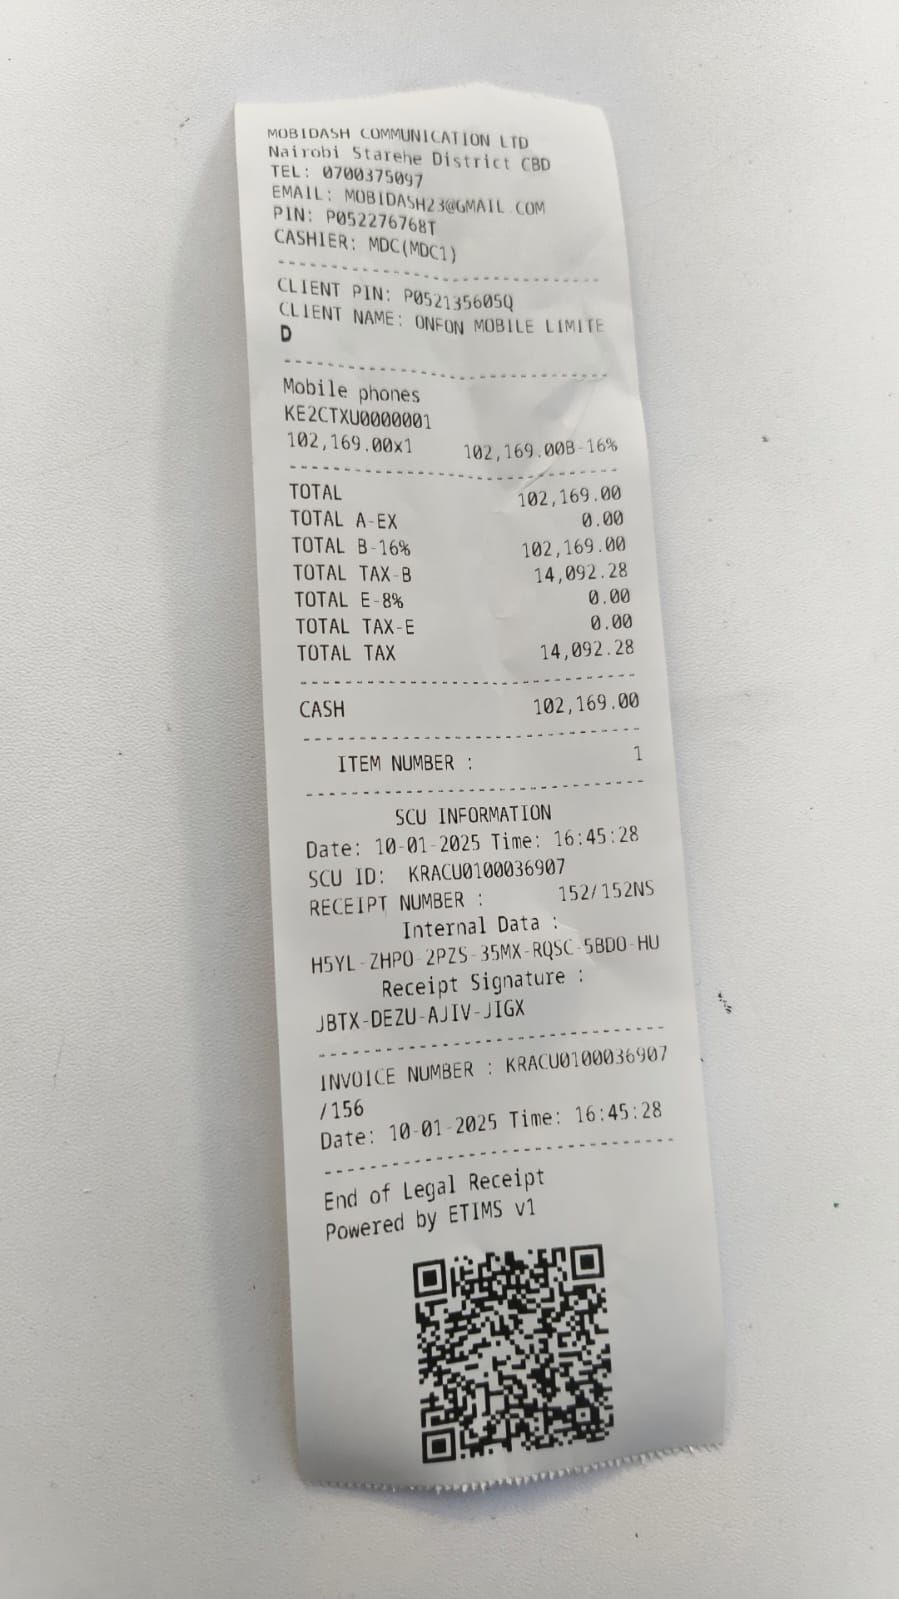 MOBIDASH COMMUNICATION LTD
Nairobi Starehe District CBD
TEL: 0700375097
EMAIL: MOBIDASH23@GMAIL.COM
PIN: P052276768T
CASHIER: MDC(MDC1)
CLIENT PIN: P052135605Q
CLIENT NAME: ONFON MOBILE LIMITE
D
Mobile phones
KE2CTXU0000001
102,169.00x1 102,169.00B-16%
TOTAL 102,169.00
TOTAL A-EX 0.00
TOTAL B-16% 102,169.00
TOTAL TAX-B 14,092.28
TOTAL E-8% 0.00
TOTAL TAX-E 0.00
TOTAL TAX 14,092.28
CASH 102,169.00
ITEM NUMBER : 1
SCU INFORMATION
Date: 10-01-2025 Time: 16:45:28
SCU ID: KRACU0100036907
RECEIPT NUMBER : 152/152NS
Internal Data :
H5YL-ZHPO-2PZS-35MX-RQSC-5BDO-HU
Receipt Signature :
JBTX-DEZU-AJIV-JIGX
INVOICE NUMBER : KRACU0100036907
/156
Date: 10-01-2025 Time: 16:45:28
End of Legal Receipt
Powered by ETIMS v1